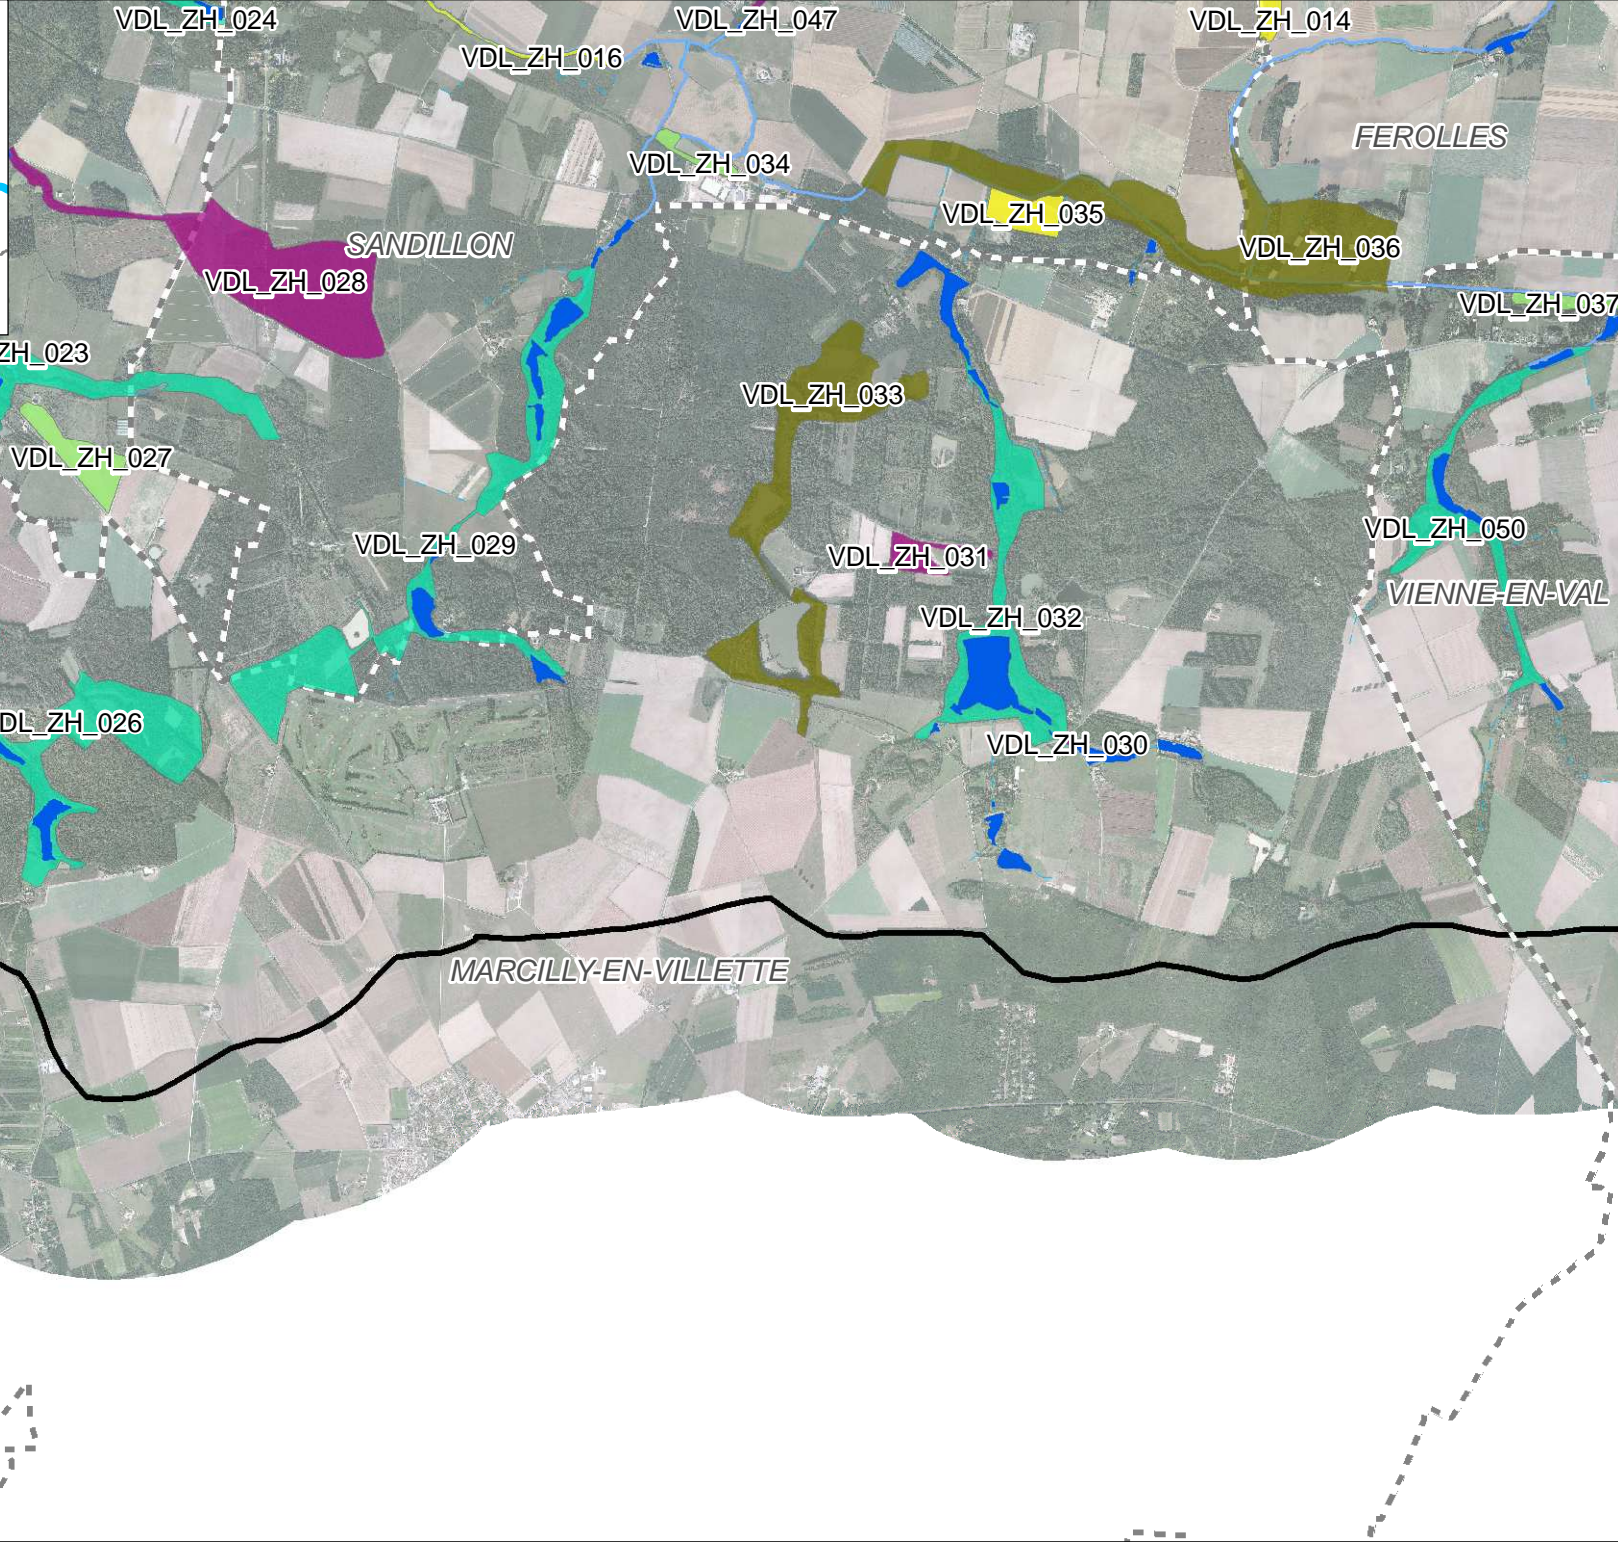 VDL_ZH_024
VDL_ZH_047
VDL_ZH_014
VDL_ZH_016
FEROLLES
VDL_ZH_034
VDL_ZH_035
SANDILLON
VDL_ZH_036
VDL_ZH_028
VDL_ZH_037
ZH_023
VDL_ZH_033
VDL_ZH_027
VDL_ZH_050
VDL_ZH_029
VDL_ZH_031
VIENNE-EN-VAL
VDL_ZH_032
DL_ZH_026
VDL_ZH_030
MARCILLY-EN-VILLETTE